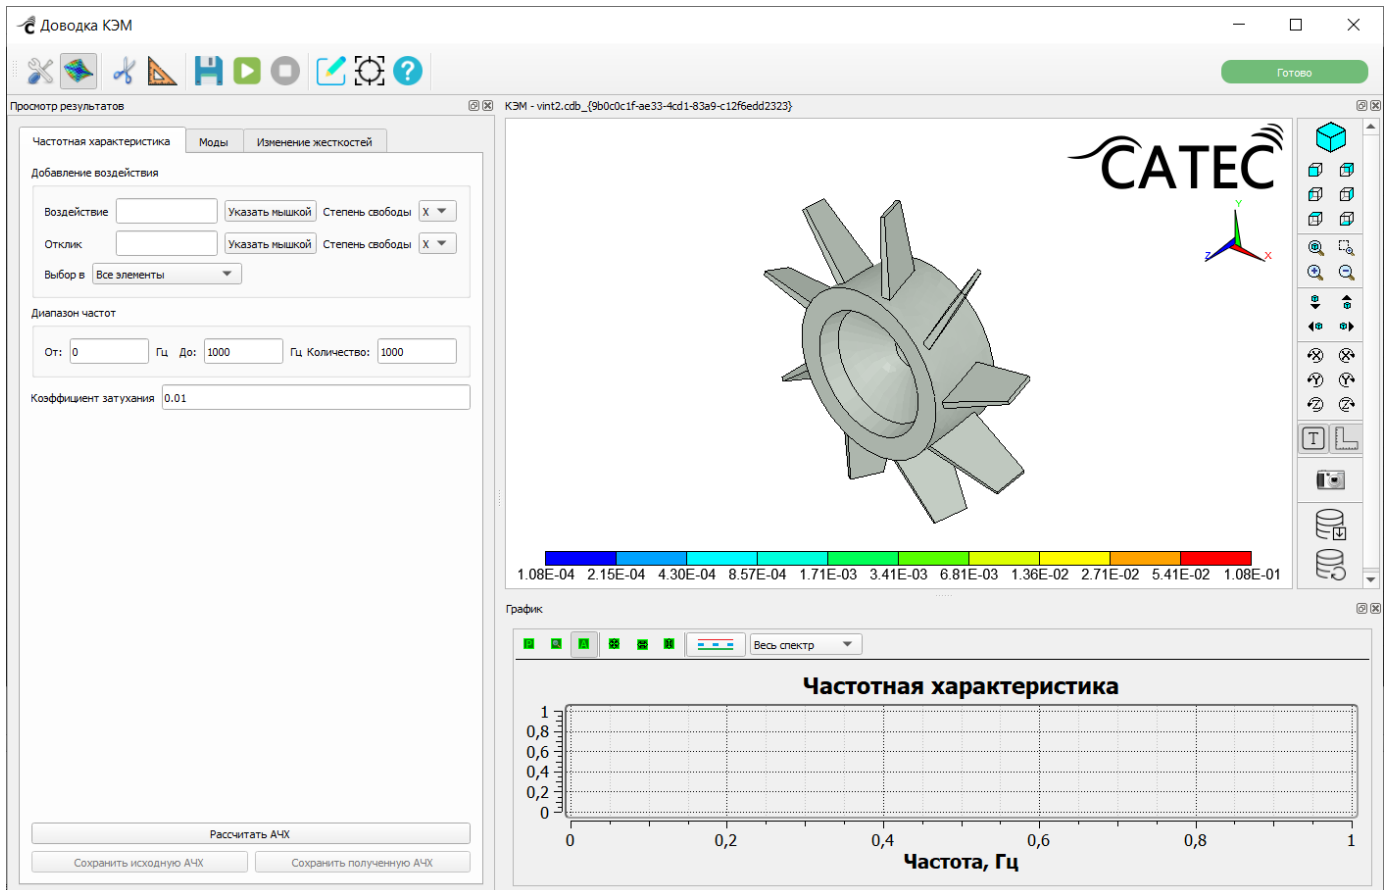 Доводка КЭМ
Готово
Просмотр результатов
КЭМ - vint2.cdb_{9b0c0c1f-ae33-4cd1-83a9-c12f6edd2323}
Частотная характеристика
Моды
Изменение жесткостей
Добавление воздействия
Воздействие
Указать мышкой
Степень свободы
X
Отклик
Указать мышкой
Степень свободы
X
Выбор в
Все элементы
Диапазон частот
От:
0
Гц
До:
1000
Гц
Количество:
1000
Коэффициент затухания
0.01
Рассчитать АЧХ
Сохранить исходную АЧХ
Сохранить полученную АЧХ
CATEC
Y
Z
X
1.08E-04 2.15E-04 4.30E-04 8.57E-04 1.71E-03 3.41E-03 6.81E-03 1.36E-02 2.71E-02 5.41E-02 1.08E-01
X X
Y Y
Z Z
T
График
P
A
Весь спектр
Частотная характеристика
1
0,8
0,6
0,4
0,2
0
0 0,2 0,4 0,6 0,8 1
Частота, Гц